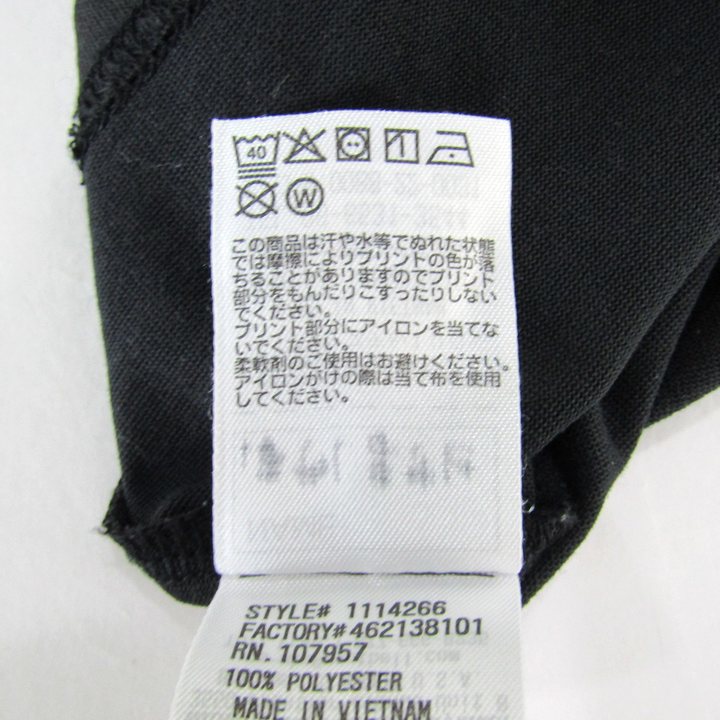 40
W
この商品は汗や水等でぬれた状態
では摩擦によりプリントの色が落
ちることがありますのでプリント
部分をもんだりこすったりしない
でください。
プリント部分にアイロンを当てな
いでください。
柔軟剤のご使用はお避けください。
アイロンがけの際は当て布を使用
してください。
STYLE# 1114266
FACTORY#462138101
RN. 107957
100% POLYESTER
MADE IN VIETNAM